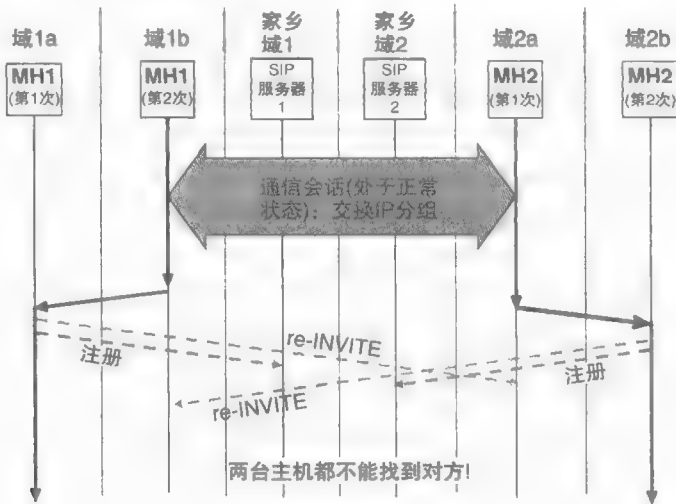 域1a
域1b
家乡
域1
家乡
域2
域2a
域2b
MH1
(第1次)
MH1
(第2次)
SIP
服务器
1
SIP
服务器
2
MH2
(第1次)
MH2
(第2次)
通信会话(处于正常
状态)：交换IP分组
re-INVITE
注册
注册
re-INVITE
两台主机都不能找到对方!